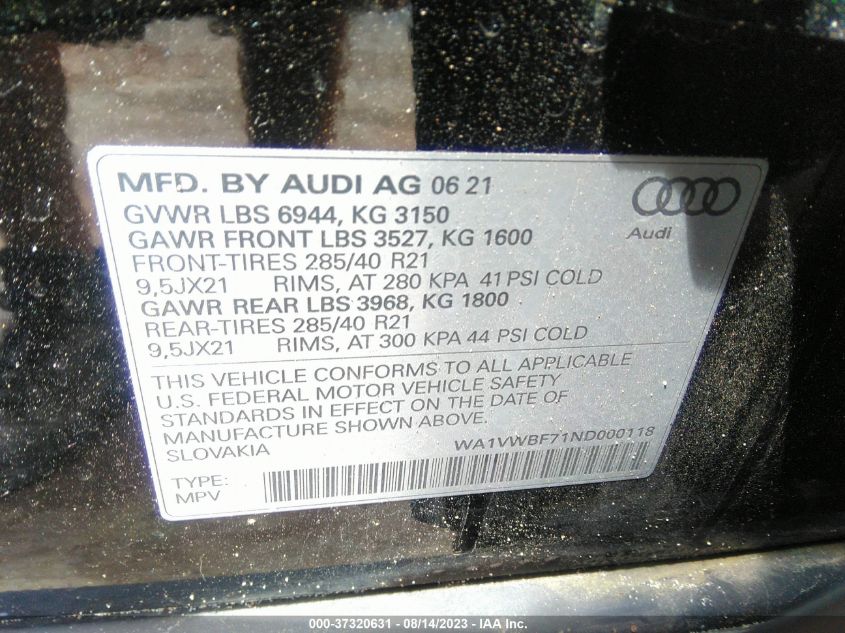 MFD. BY AUDI AG 06 21
GVWR LBS 6944, KG 3150
GAWR FRONT LBS 3527, KG 1600
FRONT-TIRES 285/40 R21
9,5JX21 RIMS, AT 280 KPA 41 PSI COLD
GAWR REAR LBS 3968, KG 1800
REAR-TIRES 285/40 R21
9,5JX21 RIMS, AT 300 KPA 44 PSI COLD
Audi
THIS VEHICLE CONFORMS TO ALL APPLICABLE
U.S. FEDERAL MOTOR VEHICLE SAFETY
STANDARDS IN EFFECT ON THE DATE OF
MANUFACTURE SHOWN ABOVE.
SLOVAKIA WA1VWBF71ND000118
TYPE:
MPV
000-37320631 - 08/14/2023 - IAA Inc.